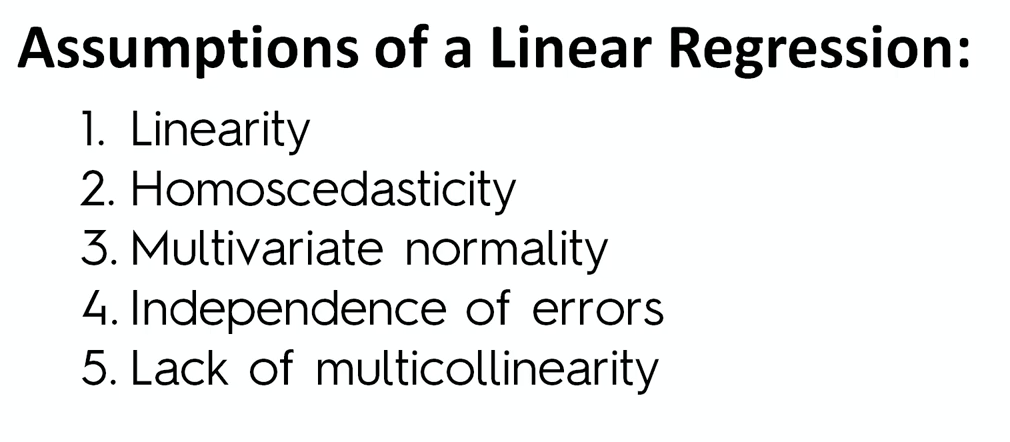 Assumptions of a Linear Regression:
1. Linearity
2. Homoscedasticity
3. Multivariate normality
4. Independence of errors
5. Lack of multicollinearity